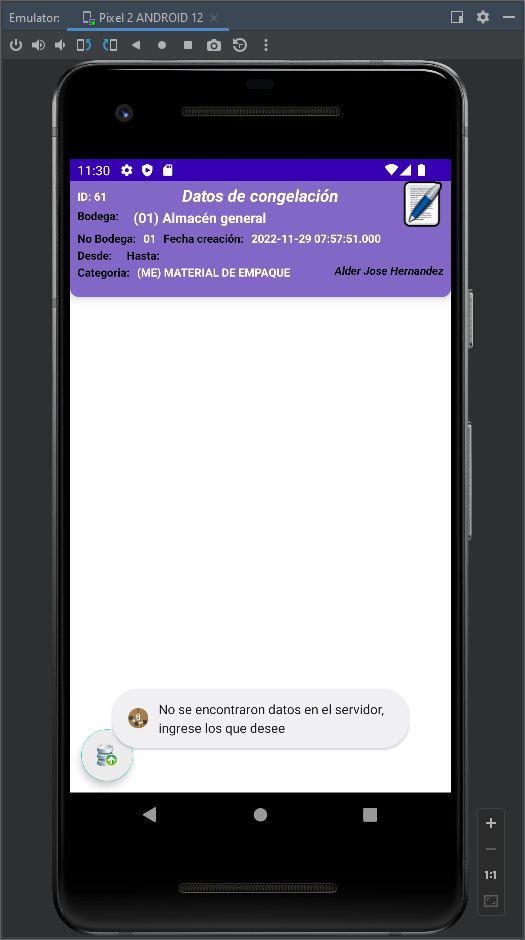 Emulator: Pixel 2 ANDROID 12
11:30
ID: 61 Datos de congelación
Bodega: (01) Almacén general
No Bodega: 01 Fecha creación: 2022-11-29 07:57:51.000
Desde: Hasta:
Categoria: (ME) MATERIAL DE EMPAQUE Alder Jose Hernandez
No se encontraron datos en el servidor,
ingrese los que desee
1:1